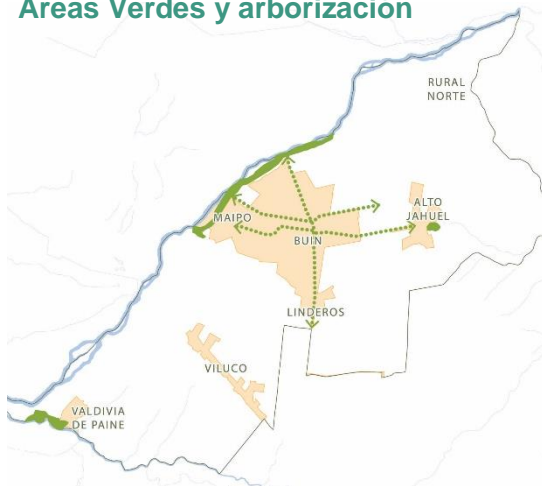 Áreas Verdes y arborización
RURAL
NORTE
ALTO
JAHUEL
MAIPO
BUIN
LINDEROS
VILUCO
VALDIVIA
DE PAINE